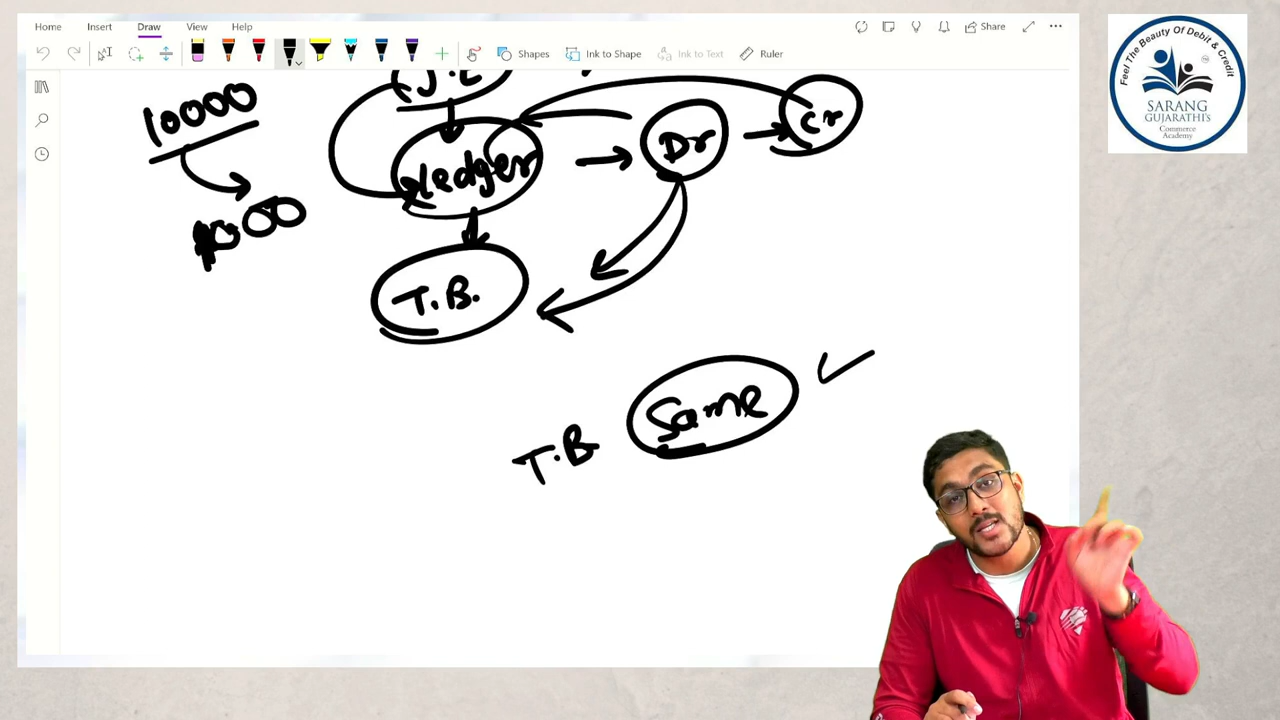 Home Insert Draw View Help
Share
Shapes Ink to Shape Ink to Text Ruler
Feel The Beauty Of Debit & Credit
SARANG
GUJARATHI'S
Commerce
Academy
10000
1000
J.E
Ledger
Dr
Cr
T.B.
T.B Same